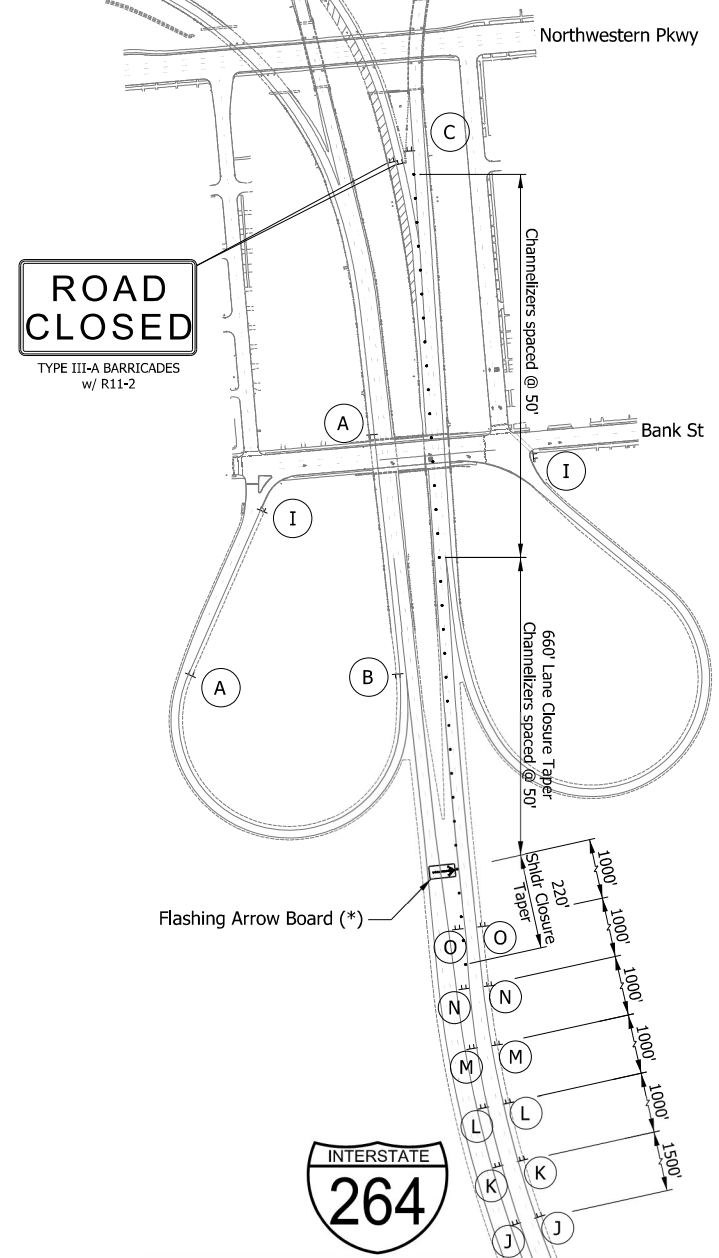 Northwestern Pkwy
C
ROAD
CLOSED
TYPE III-A BARRICADES
w/ R11-2
Channelizers spaced @ 50'
A
Bank St
I
I
660' Lane Closure Taper
Channelizers spaced @ 50'
A
B
Flashing Arrow Board (*)
220'
Shldr Closure
Taper
1000'
1000'
1000'
1000'
1000'
1500'
O
O
N
N
M
M
L
L
K
K
J
J
INTERSTATE
264